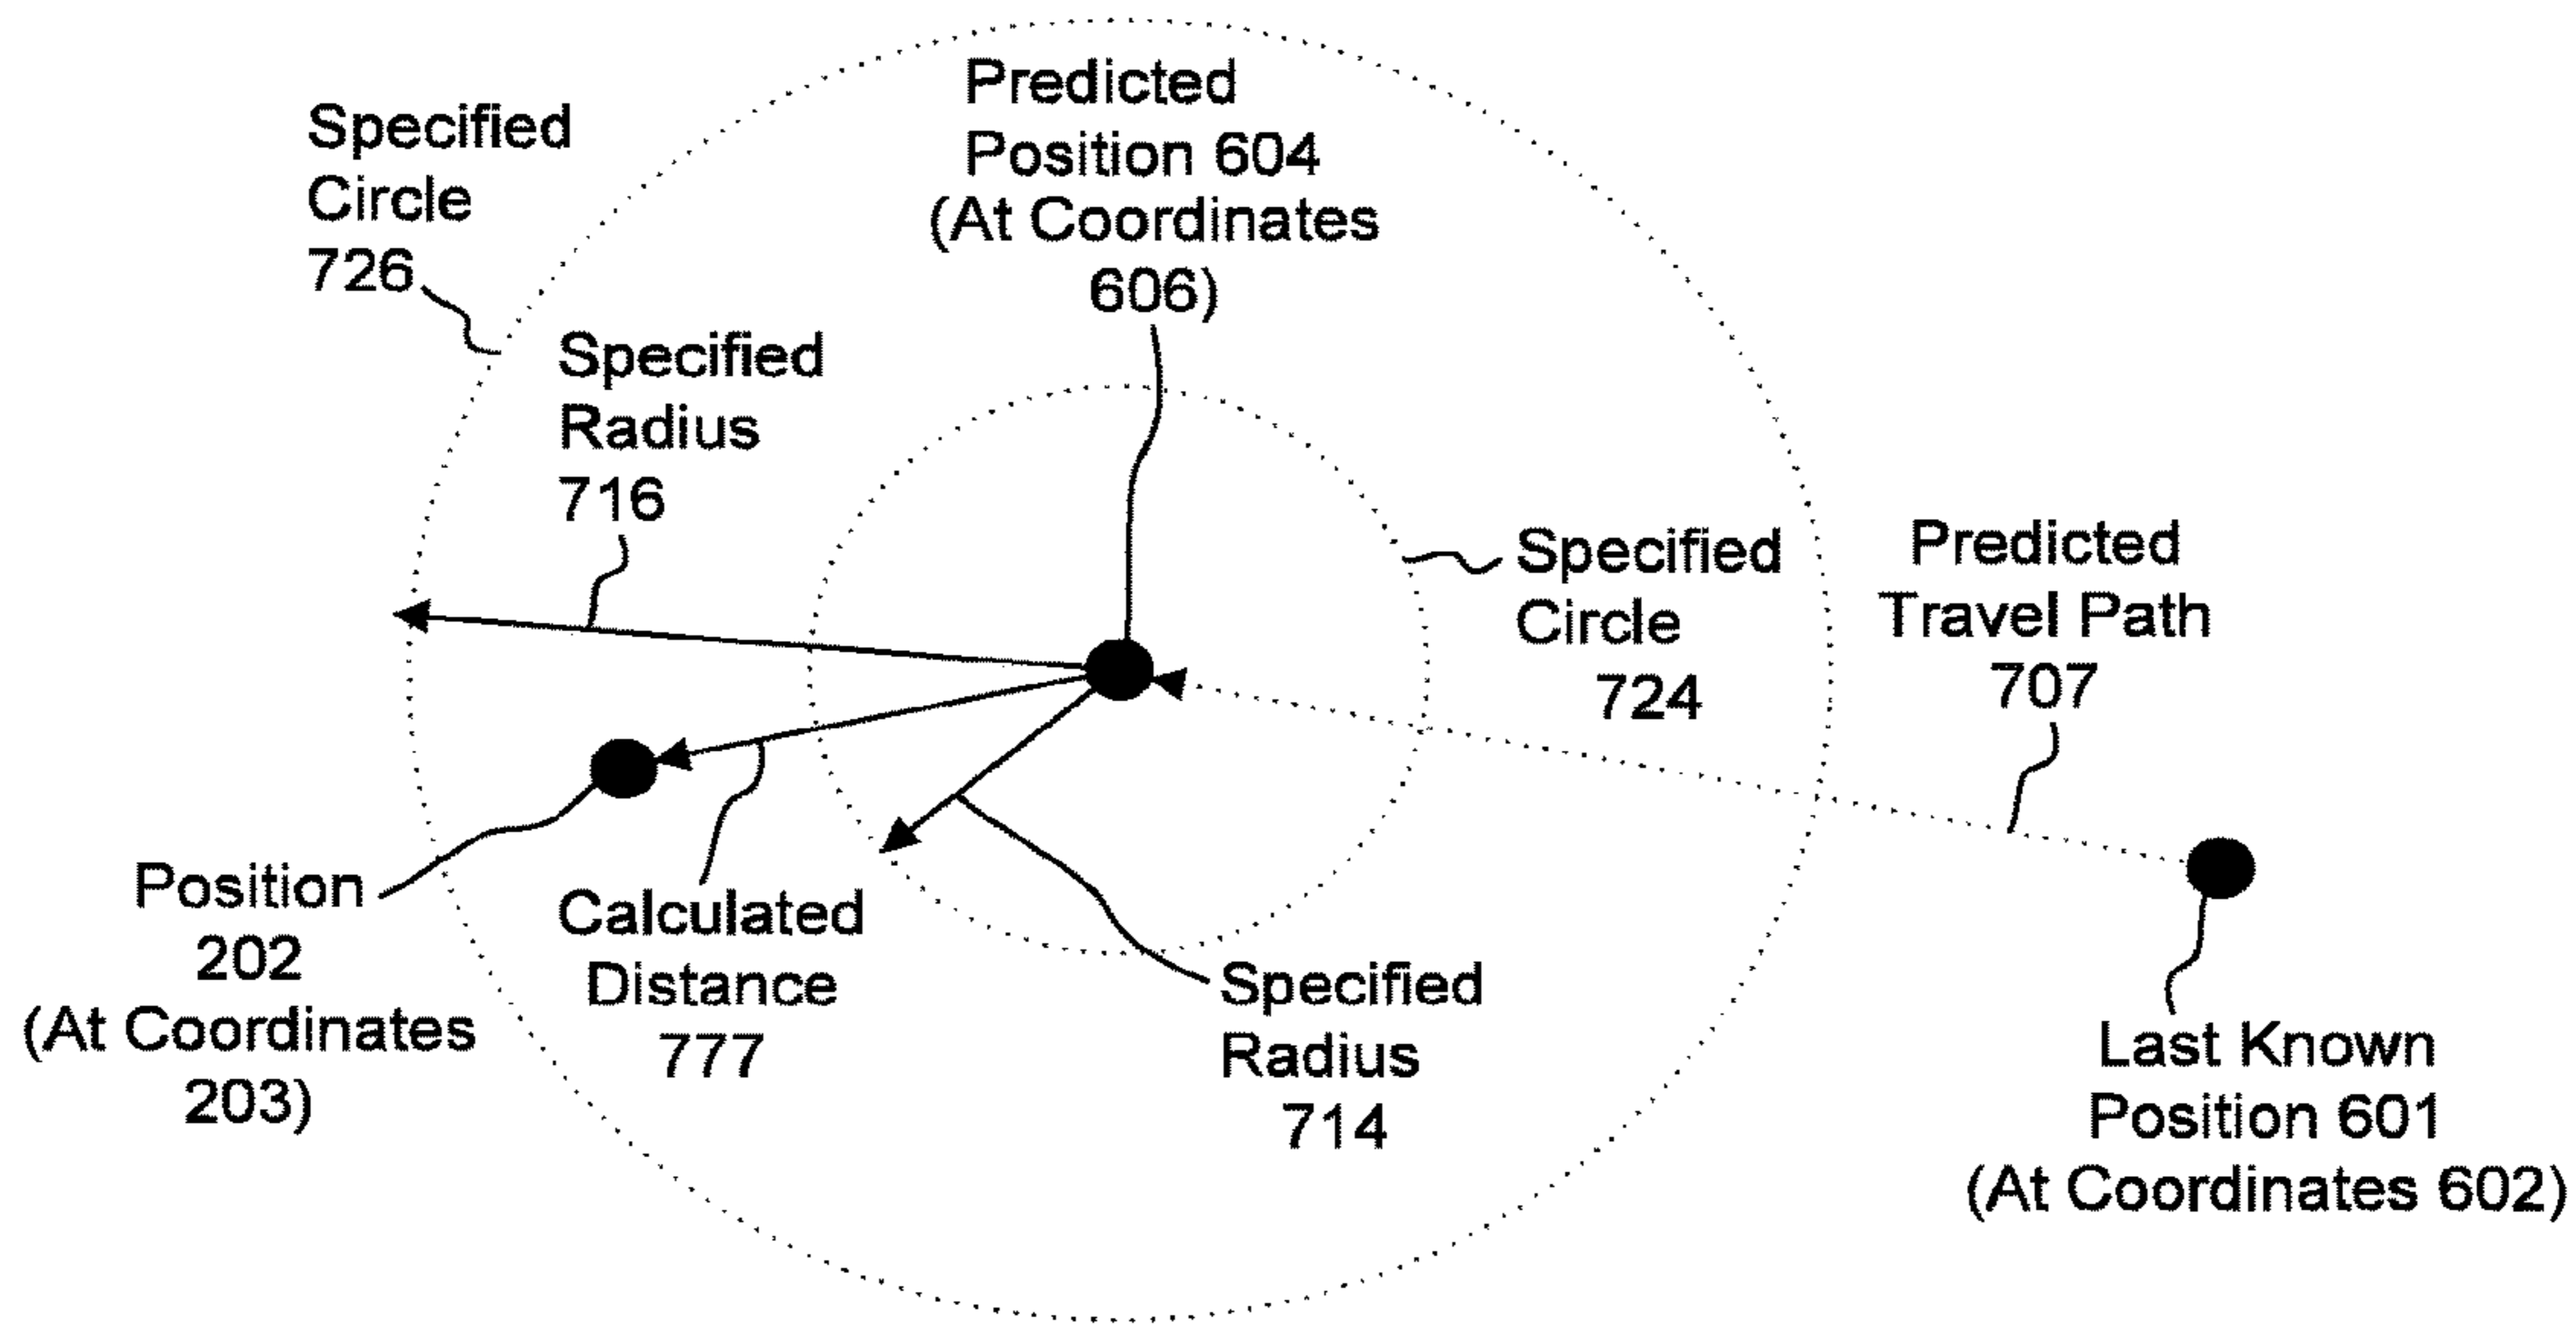 Specified
Circle
726
Predicted
Position 604
(At Coordinates
606)
Specified
Radius
716
Specified
Circle
724
Predicted
Travel Path
707
Position
202
(At Coordinates
203)
Calculated
Distance
777
Specified
Radius
714
Last Known
Position 601
(At Coordinates 602)